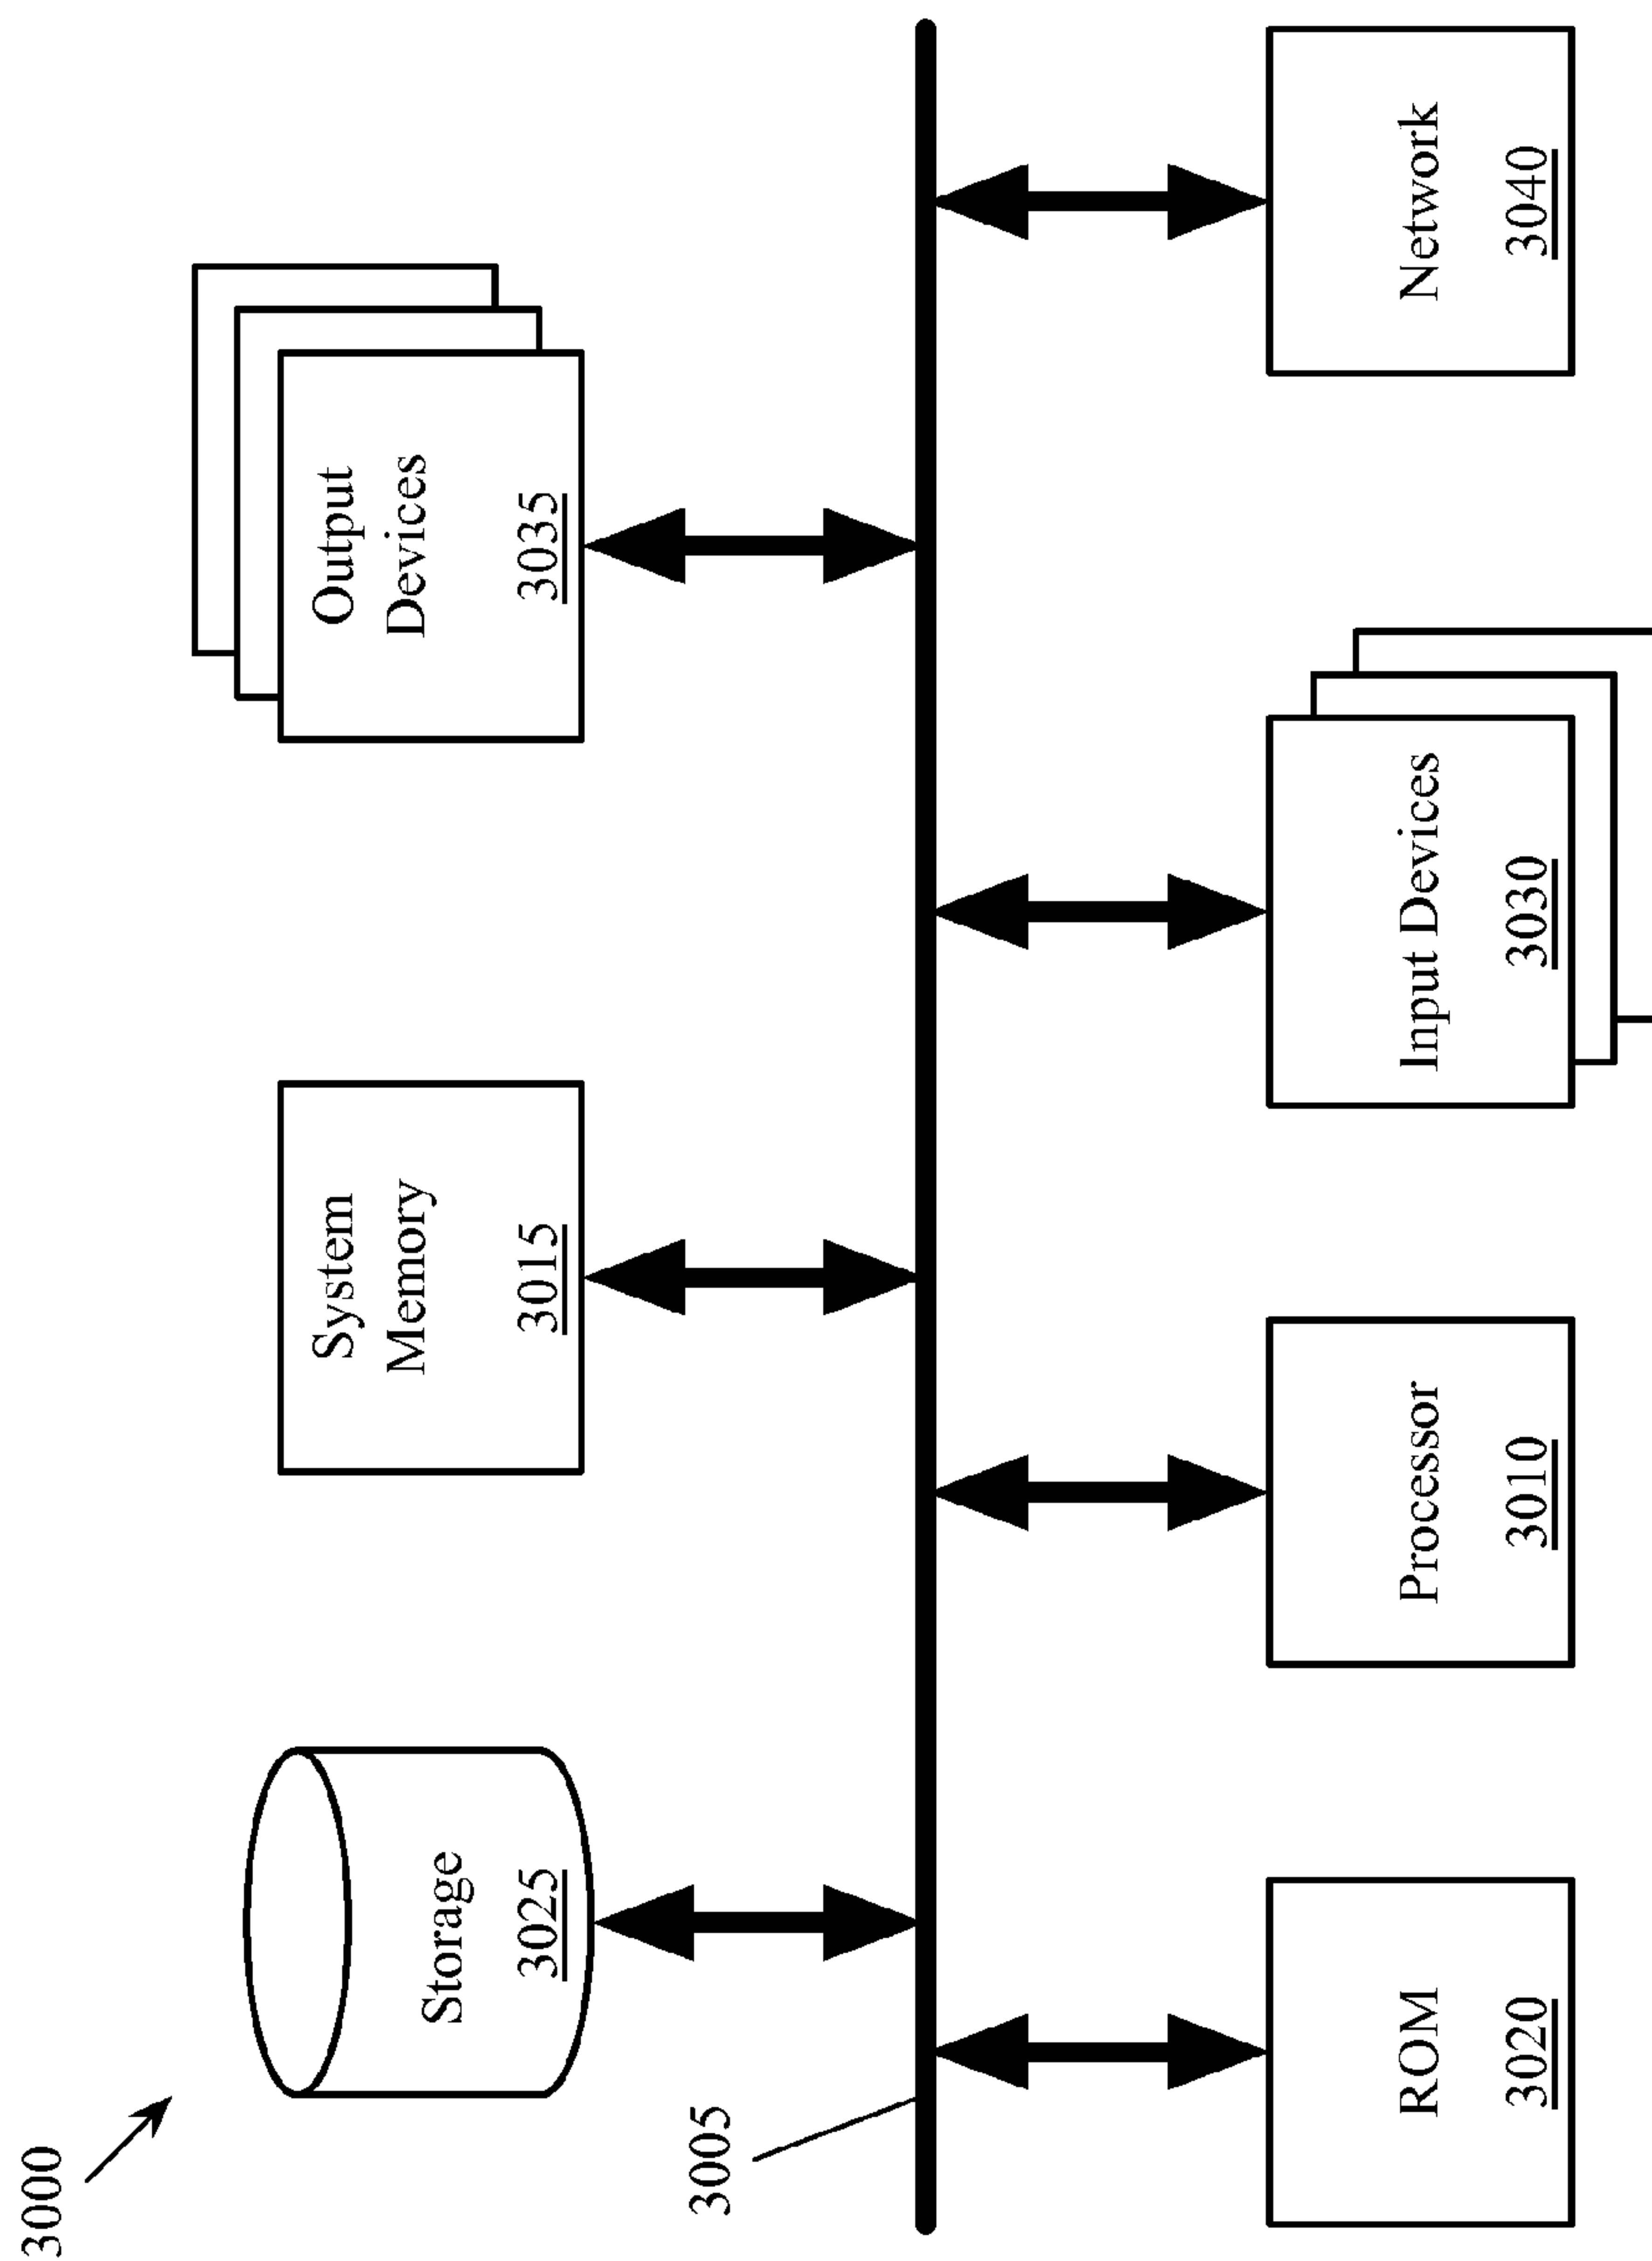 3000
Storage
3025
System
Memory
3015
Output
Devices
3035
3005
ROM
3020
Processor
3010
Input Devices
3030
Network
3040